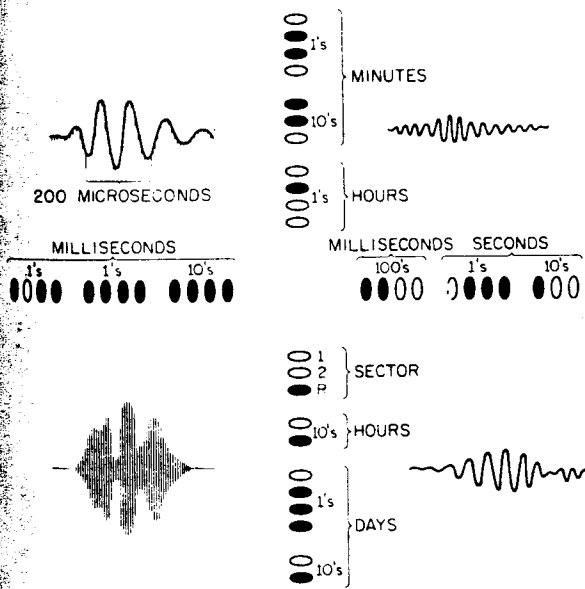 1's
MINUTES
10's
200 MICROSECONDS
1's
HOURS
MILLISECONDS
.1's 1's 10's
MILLISECONDS SECONDS
100's 1's 10's
1
2
R
SECTOR
10's
HOURS
1's
DAYS
10's